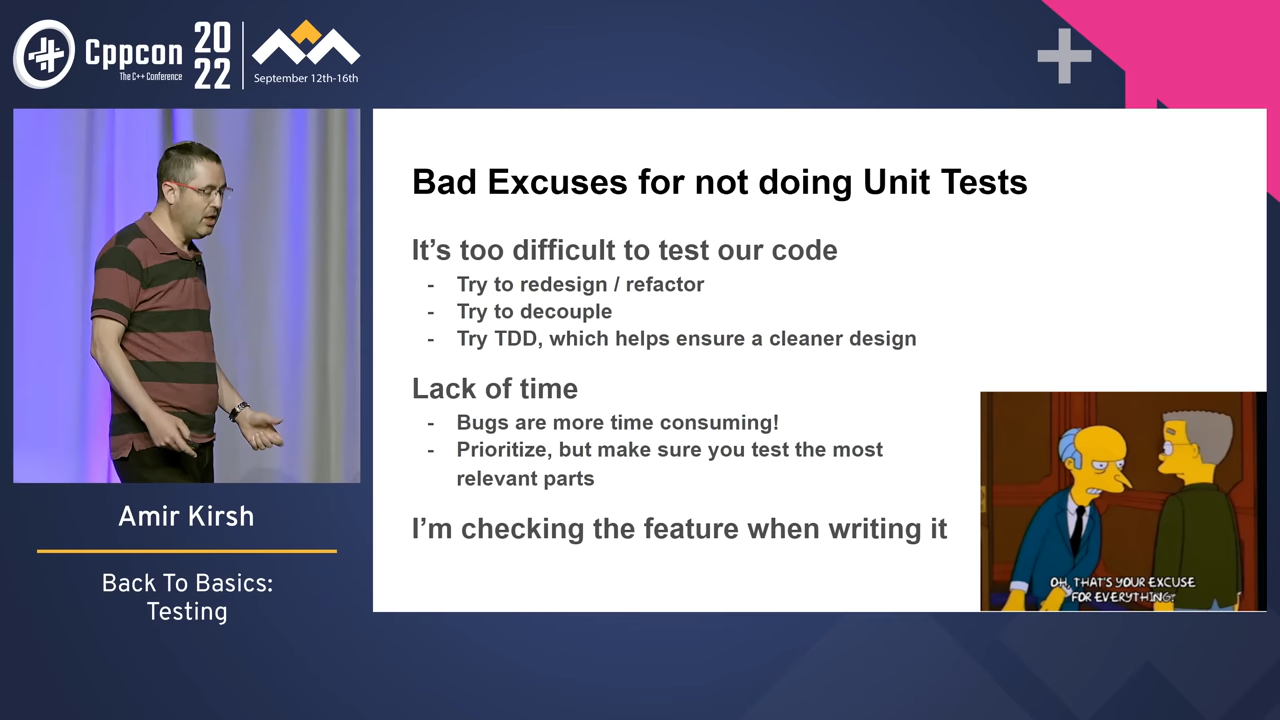 Cppcon
The C++ Conference
20
22
September 12th-16th
Amir Kirsh
Back To Basics:
Testing
Bad Excuses for not doing Unit Tests
It’s too difficult to test our code
- Try to redesign / refactor
- Try to decouple
- Try TDD, which helps ensure a cleaner design
Lack of time
- Bugs are more time consuming!
- Prioritize, but make sure you test the most
relevant parts
I’m checking the feature when writing it
OH, THAT'S YOUR EXCUSE
FOR EVERYTHING.